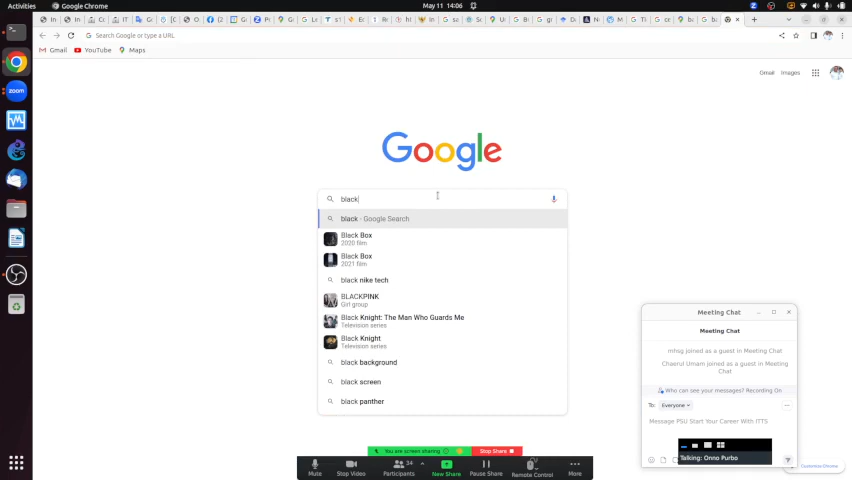 Activities
Google Chrome
May 11 14:06
Search Google or type a URL
Gmail
YouTube
Maps
Gmail
Images
zoom
Google
black
black - Google Search
Black Box
2020 film
Black Box
2021 film
black nike tech
BLACKPINK
Girl group
Black Knight: The Man Who Guards Me
Television series
Black Knight
Television series
black background
black screen
black panther
Meeting Chat
Meeting Chat
mhsg joined as a guest in Meeting Chat
Chaerul Umam joined as a guest in Meeting
Chat
Who can see your messages? Recording On
To: Everyone
Message PSU Start Your Career With ITTS
Talking: Onno Purbo
Customize Chrome
You are screen sharing
Stop Share
Mute
Stop Video
34
Participants
New Share
Pause Share
Remote Control
More